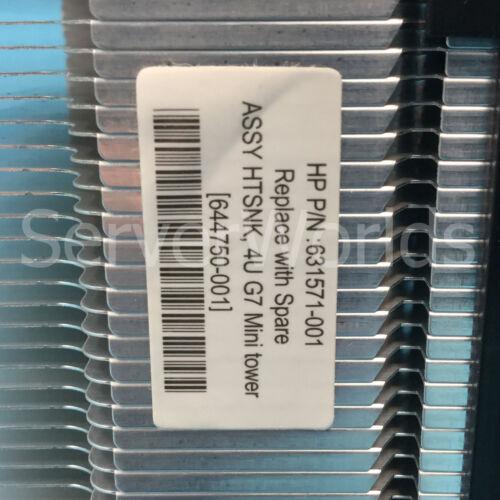 HP P/N :631571-001
Replace with Spare
ASSY HTSNK, 4U G7 Mini tower
[644750-001]
ServerWorlds